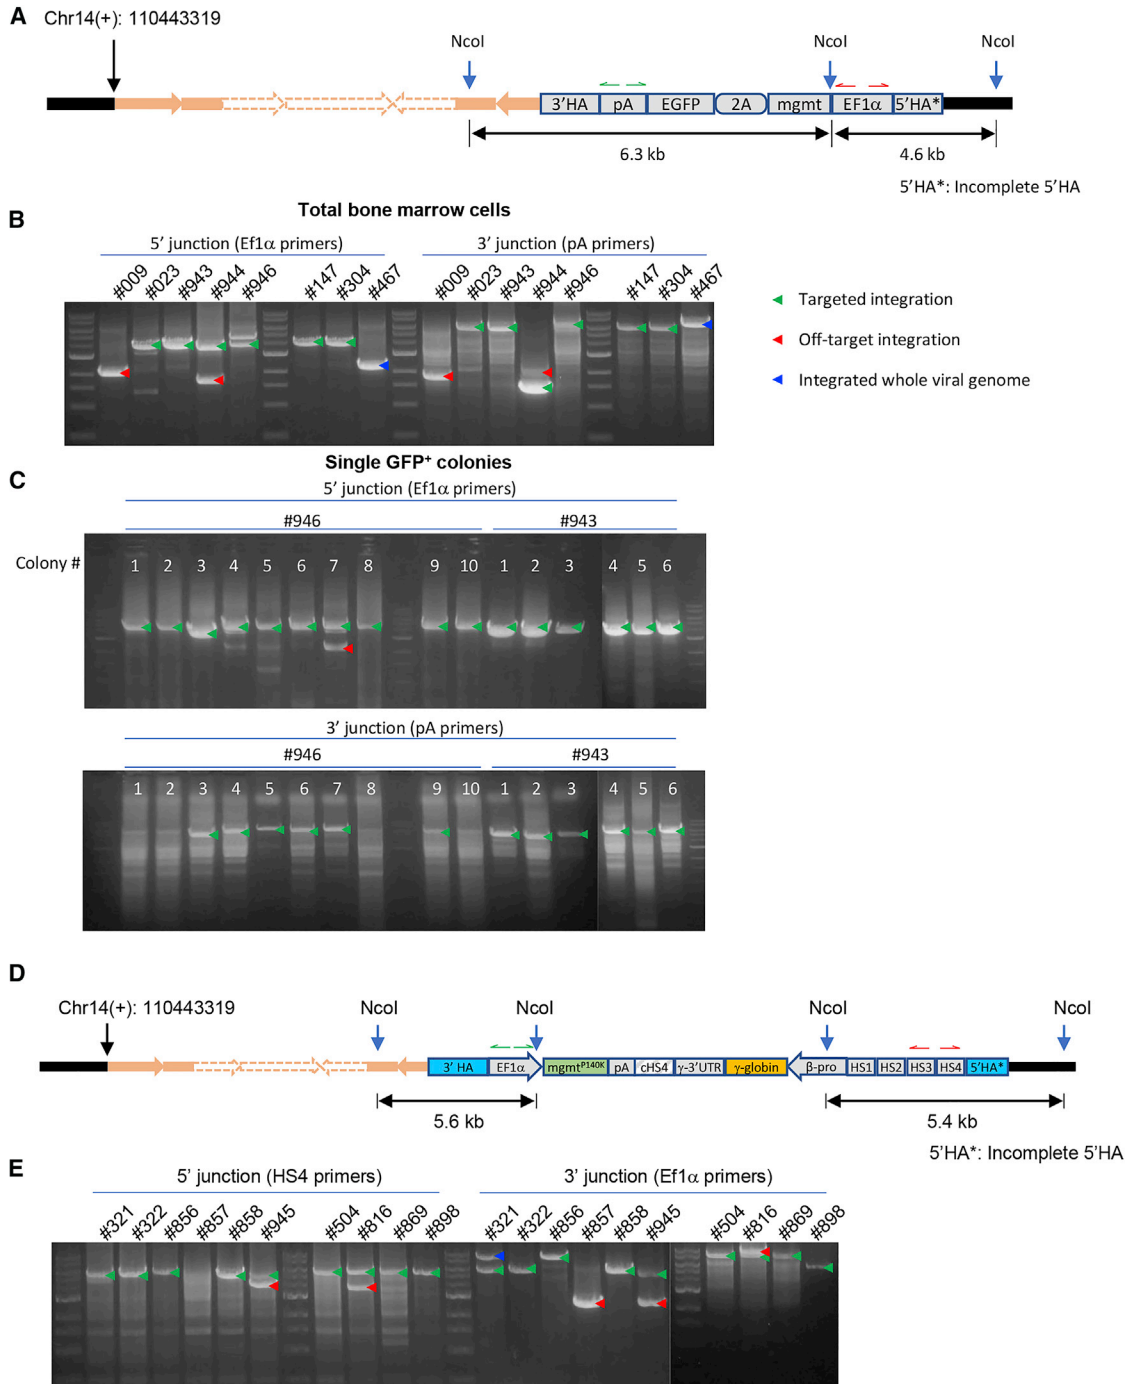 A
Chr14(+): 110443319
NcoI NcoI NcoI
3'HA pA EGFP 2A mgmt EF1α 5'HA*
6.3 kb 4.6 kb
5'HA*: Incomplete 5'HA
B
Total bone marrow cells
5' junction (Ef1α primers) 3' junction (pA primers)
#009 #023 #943 #944 #946 #147 #304 #467 #009 #023 #943 #944 #946 #147 #304 #467
Targeted integration
Off-target integration
Integrated whole viral genome
C
Single GFP+ colonies
5' junction (Ef1α primers)
#946 #943
Colony # 1 2 3 4 5 6 7 8 9 10 1 2 3 4 5 6
3' junction (pA primers)
#946 #943
1 2 3 4 5 6 7 8 9 10 1 2 3 4 5 6
D
Chr14(+): 110443319 NcoI NcoI NcoI NcoI
3' HA EF1α mgmtP140K pA cHS4 γ-3'UTR γ-globin β-pro HS1 HS2 HS3 HS4 5'HA*
5.6 kb 5.4 kb
5'HA*: Incomplete 5'HA
E
5' junction (HS4 primers) 3' junction (Ef1α primers)
#321 #322 #856 #857 #858 #945 #504 #816 #869 #898 #321 #322 #856 #857 #858 #945 #504 #816 #869 #898